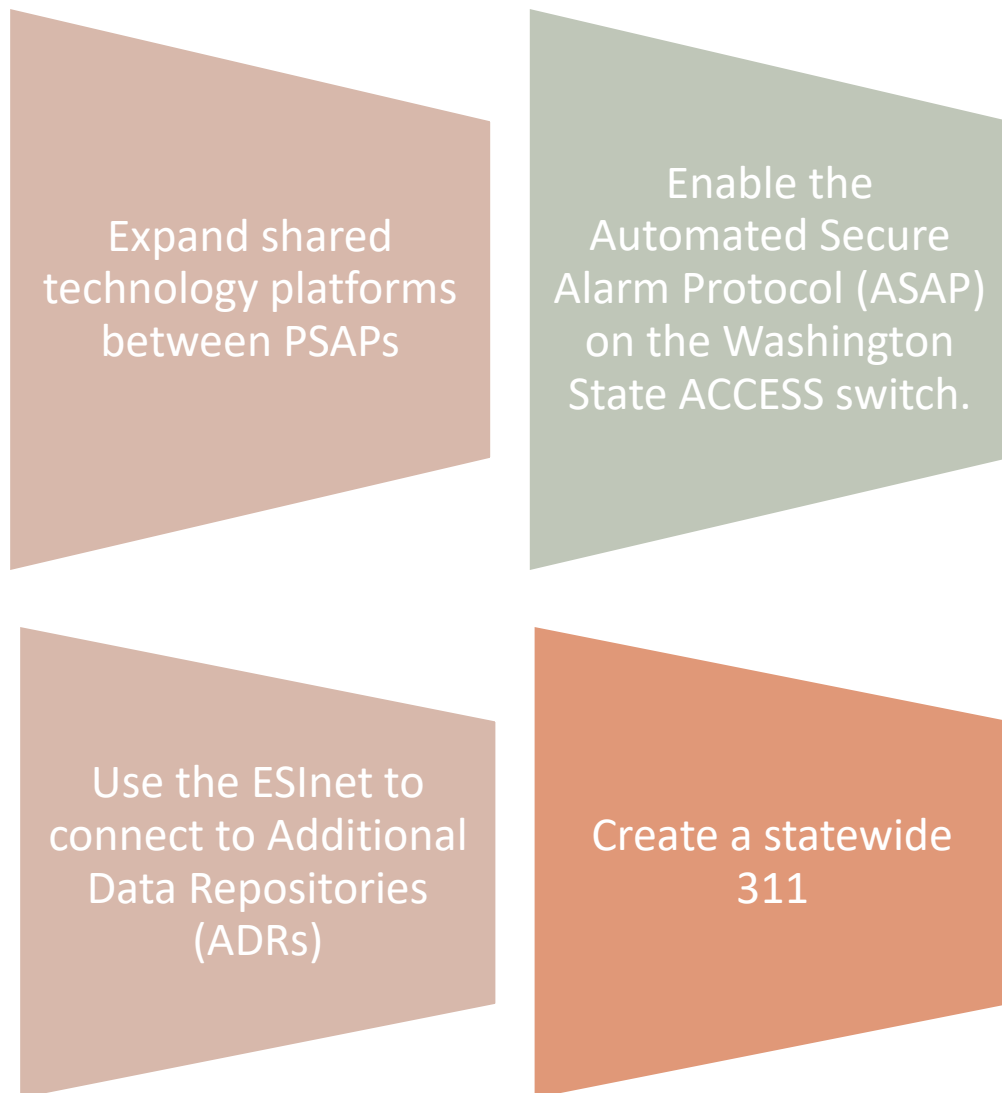 Expand shared
technology platforms
between PSAPs
Enable the
Automated Secure
Alarm Protocol (ASAP)
on the Washington
State ACCESS switch.
Use the ESInet to
connect to Additional
Data Repositories
(ADRs)
Create a statewide
311